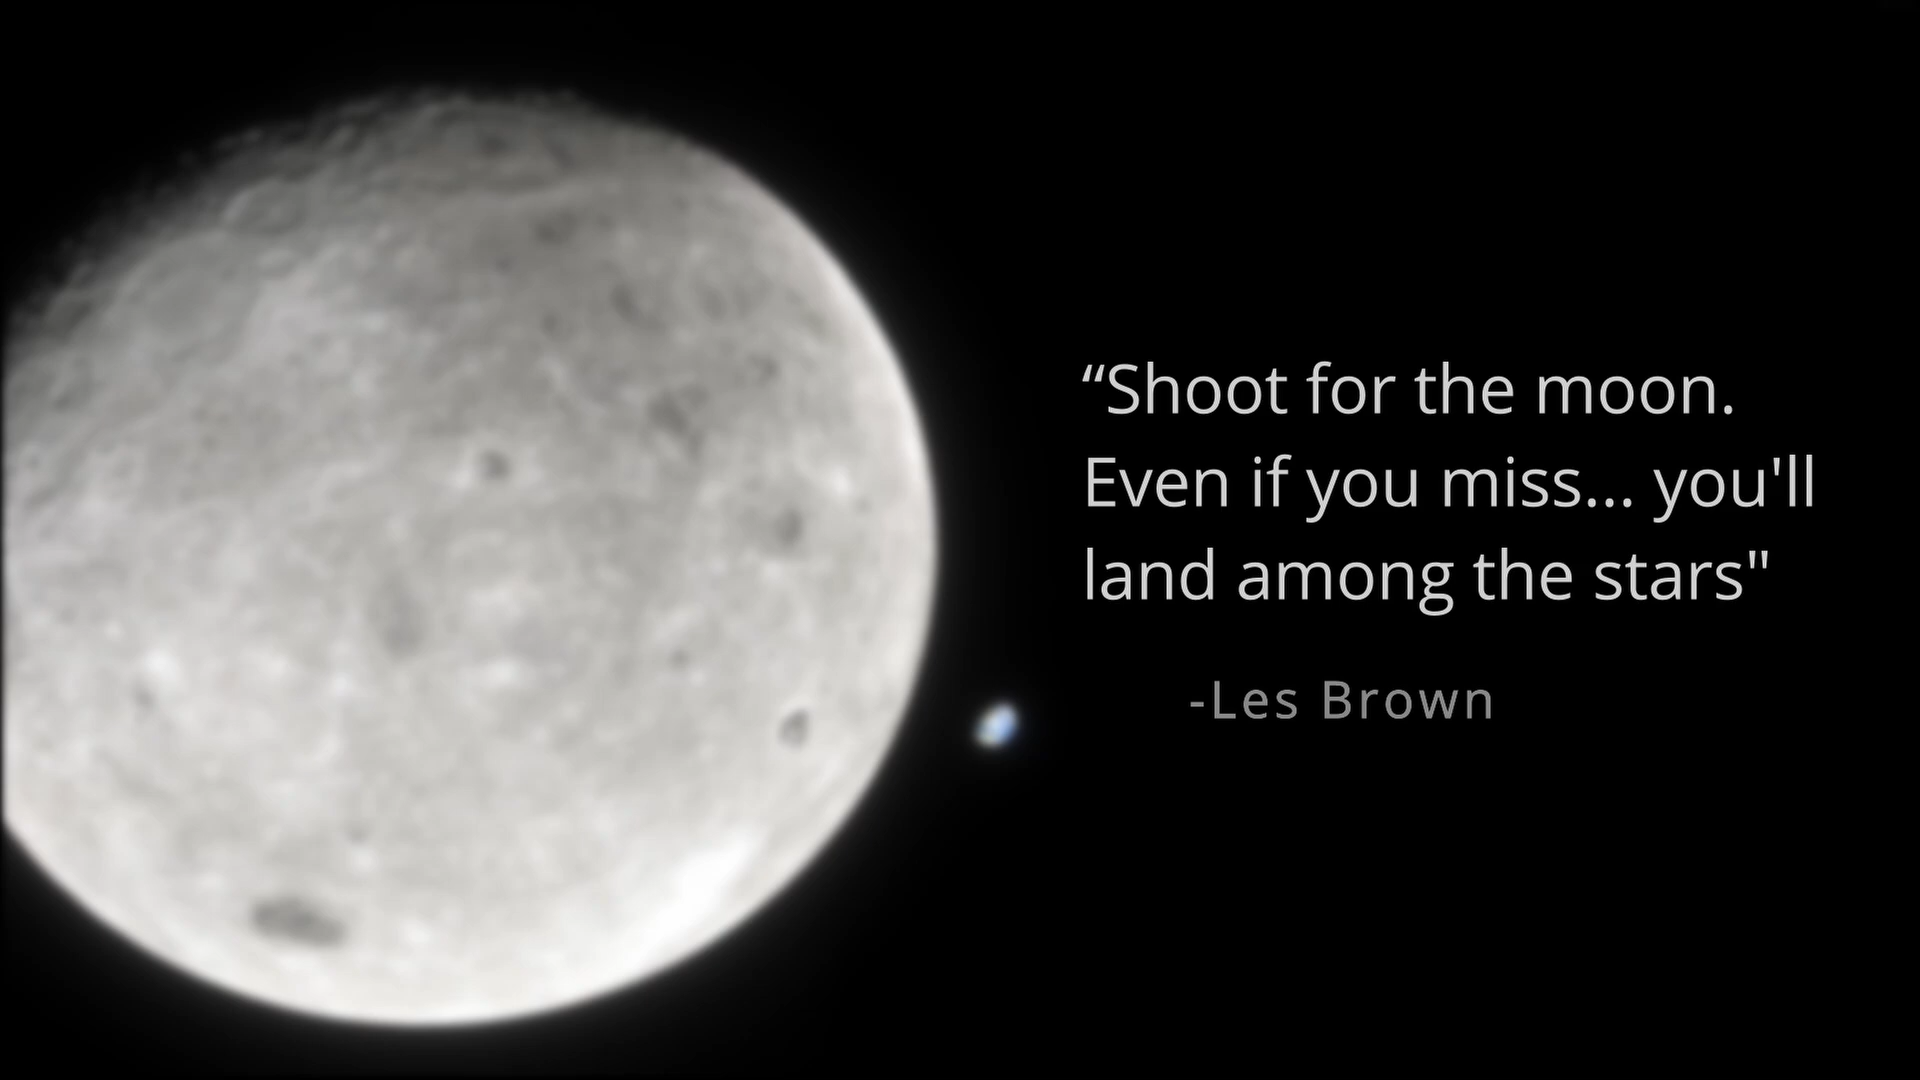 “Shoot for the moon.
Even if you miss... you'll
land among the stars"
-Les Brown